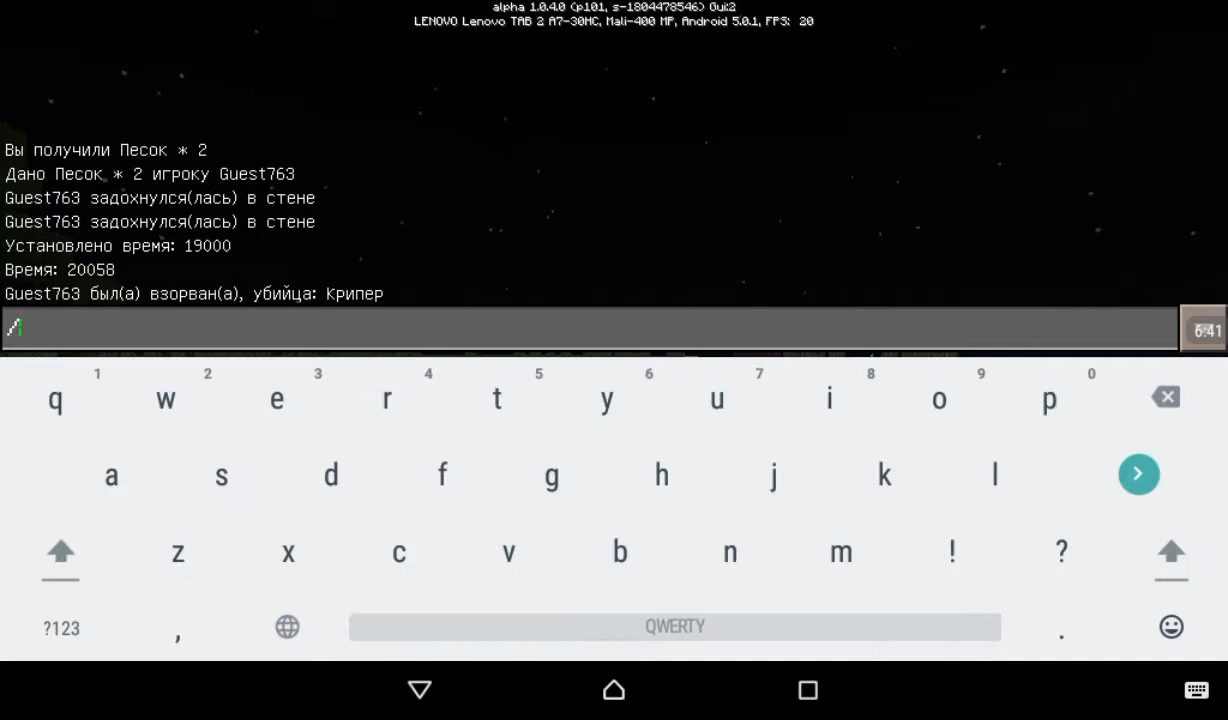 alpha 1.0.4.0 (p101, s-1804478546) Gui:2
LENOVO Lenovo TAB 2 A7-30HC, Mali-400 MP, Android 5.0.1, FPS: 20
Вы получили Песок * 2
Дано Песок * 2 игроку Guest763
Guest763 задохнулся(лась) в стене
Guest763 задохнулся(лась) в стене
Установлено время: 19000
Время: 20058
Guest763 был(а) взорван(а), убийца: Крипер
/
6:41
1 2 3 4 5 6 7 8 9 0
q w e r t y u i o p
a s d f g h j k l
z x c v b n m ! ?
?123 , QWERTY .